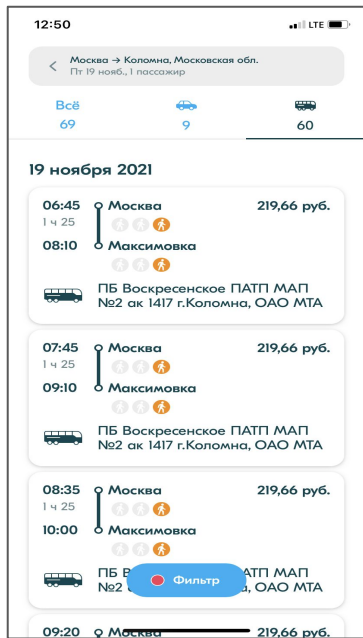 12:50
LTE
Москва → Коломна, Московская обл.
Пт 19 нояб., 1 пассажир
Всё
69
9
60
19 ноября 2021
06:45 Москва 219,66 руб.
1 ч 25
08:10 Максимовка
ПБ Воскресенское ПАТП МАП
№2 ак 1417 г.Коломна, ОАО МТА
07:45 Москва 219,66 руб.
1 ч 25
09:10 Максимовка
ПБ Воскресенское ПАТП МАП
№2 ак 1417 г.Коломна, ОАО МТА
08:35 Москва 219,66 руб.
1 ч 25
10:00 Максимовка
ПБ АТП МАП
Фильтр
№2 , ОАО МТА
09:20 Москва 219,66 руб.